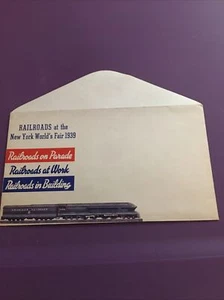 RAILROADS at the
New York World's Fair 1939
Railroads on Parade
Railroads at Work
Railroads in Building